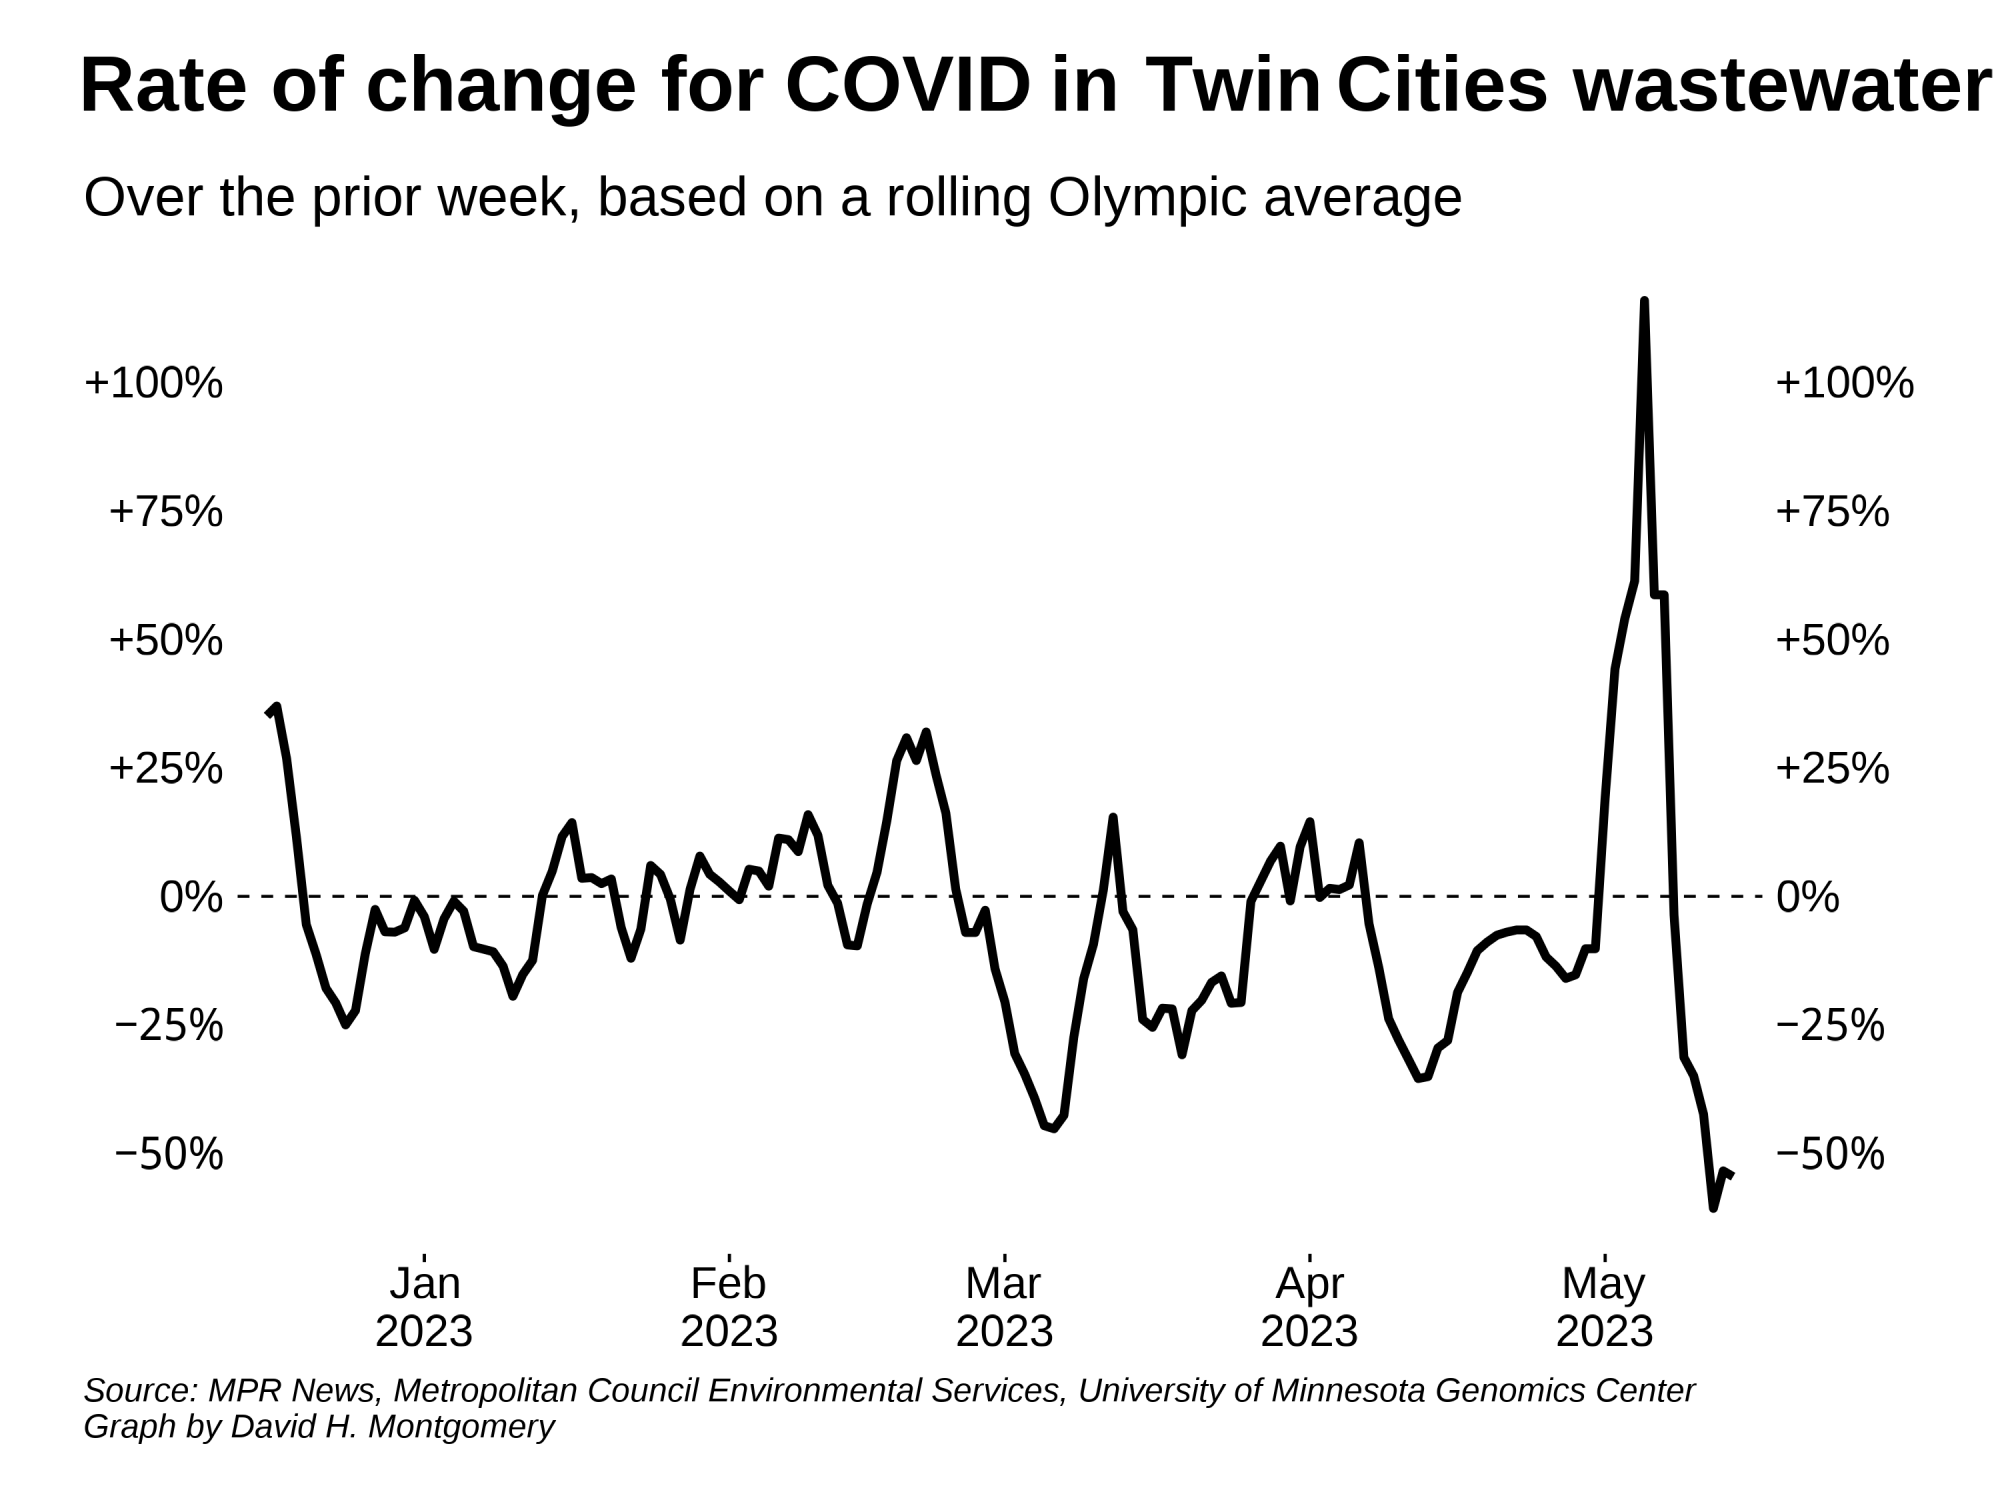 Rate of change for COVID in Twin Cities wastewater
Over the prior week, based on a rolling Olympic average
+100% +100%
+75% +75%
+50% +50%
+25% +25%
0% 0%
−25% −25%
−50% −50%
Jan Feb Mar Apr May
2023 2023 2023 2023 2023
Source: MPR News, Metropolitan Council Environmental Services, University of Minnesota Genomics Center
Graph by David H. Montgomery